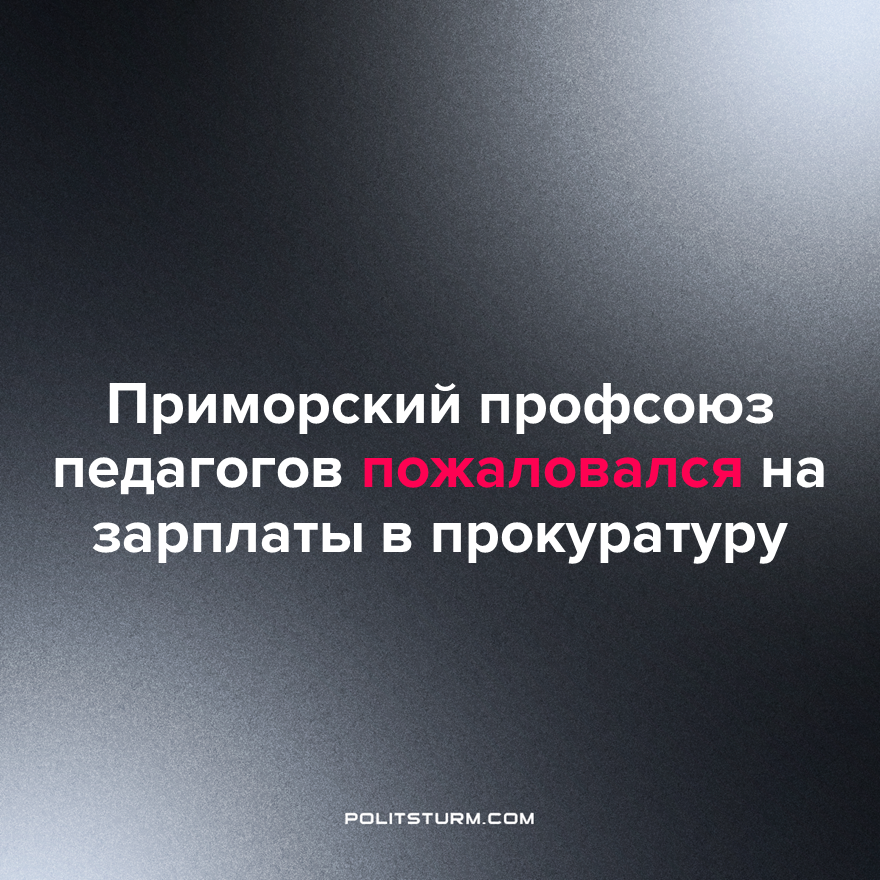 Приморский профсоюз
педагогов пожаловался на
зарплаты в прокуратуру
POLITSTURM.COM